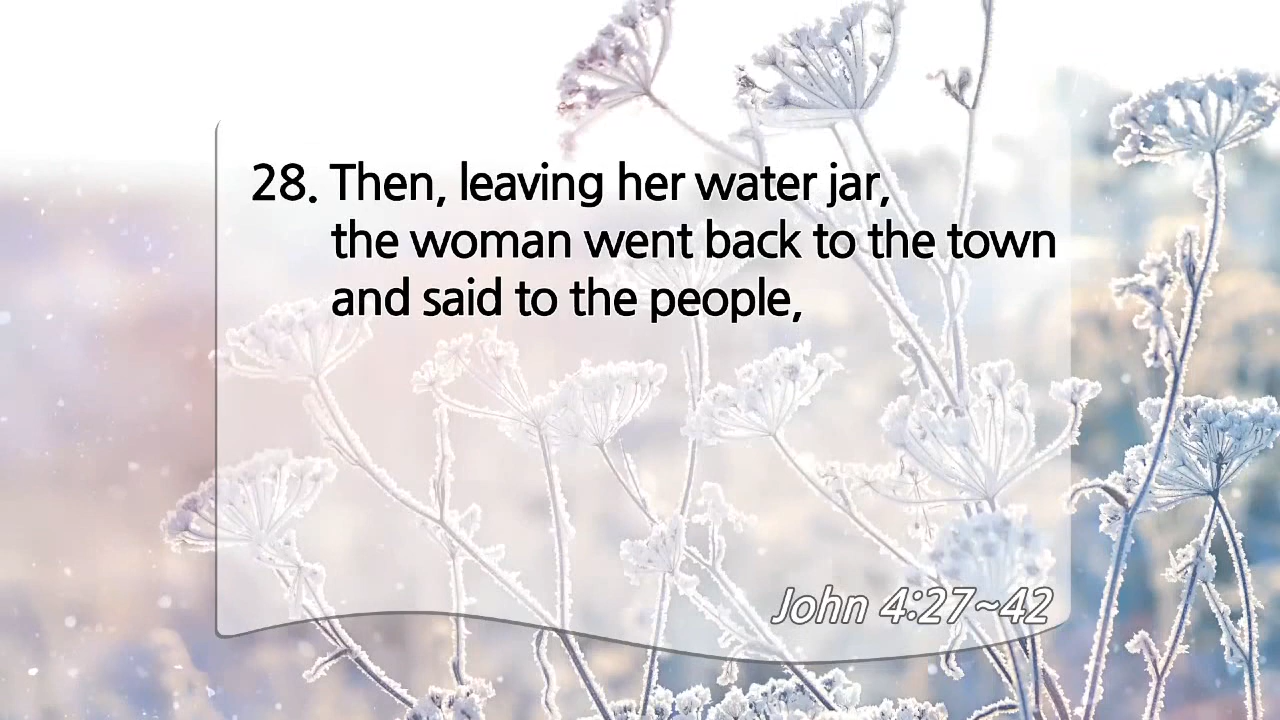 28. Then, leaving her water jar,
the woman went back to the town
and said to the people,
John 4:27~42